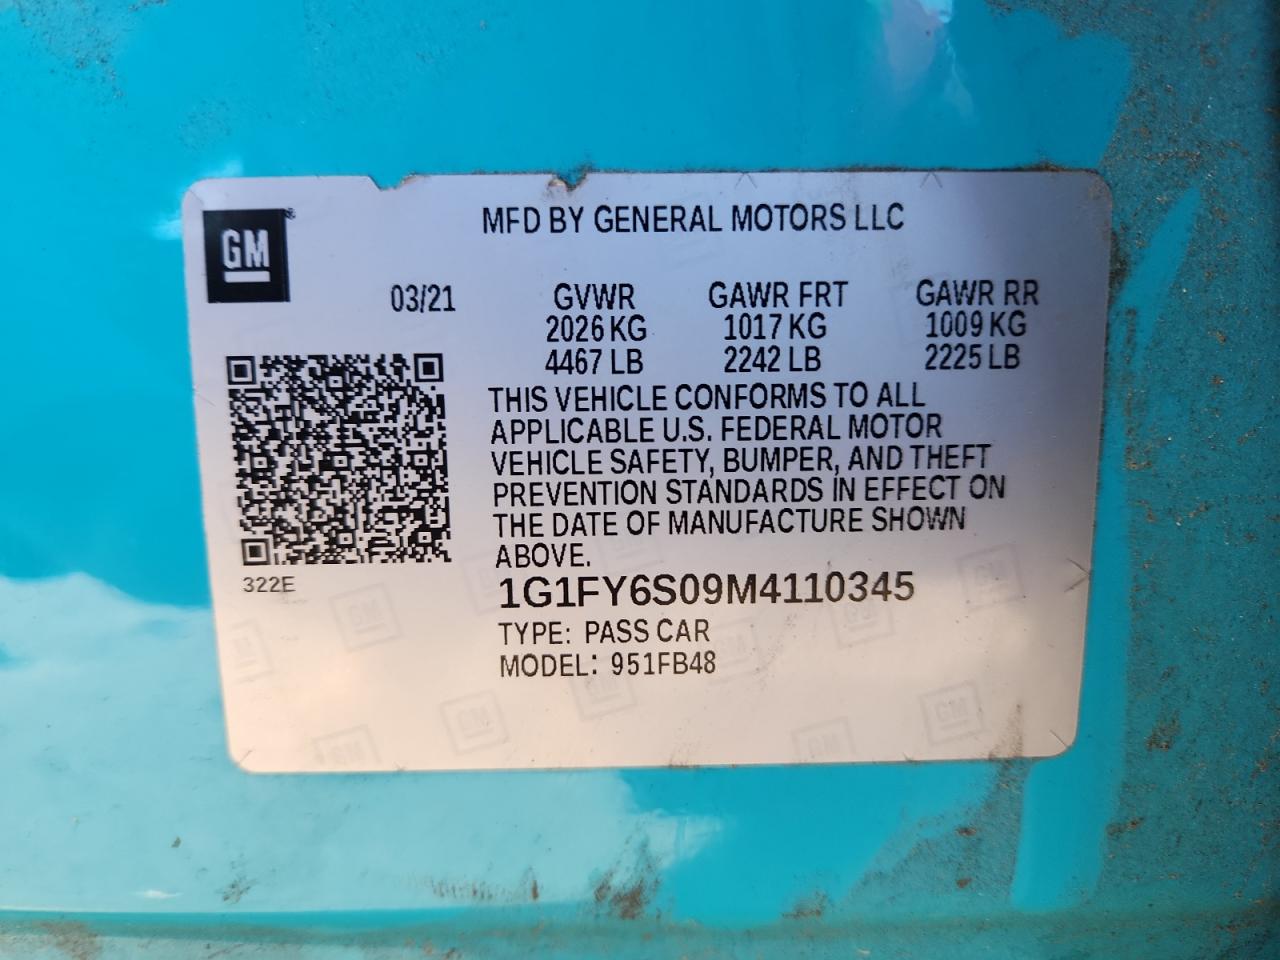 MFD BY GENERAL MOTORS LLC
GM
03/21 GVWR GAWR FRT GAWR RR
2026 KG 1017 KG 1009 KG
4467 LB 2242 LB 2225 LB
THIS VEHICLE CONFORMS TO ALL
APPLICABLE U.S. FEDERAL MOTOR
VEHICLE SAFETY, BUMPER, AND THEFT
PREVENTION STANDARDS IN EFFECT ON
THE DATE OF MANUFACTURE SHOWN
ABOVE.
322E
1G1FY6S09M4110345
TYPE: PASS CAR
MODEL: 951FB48